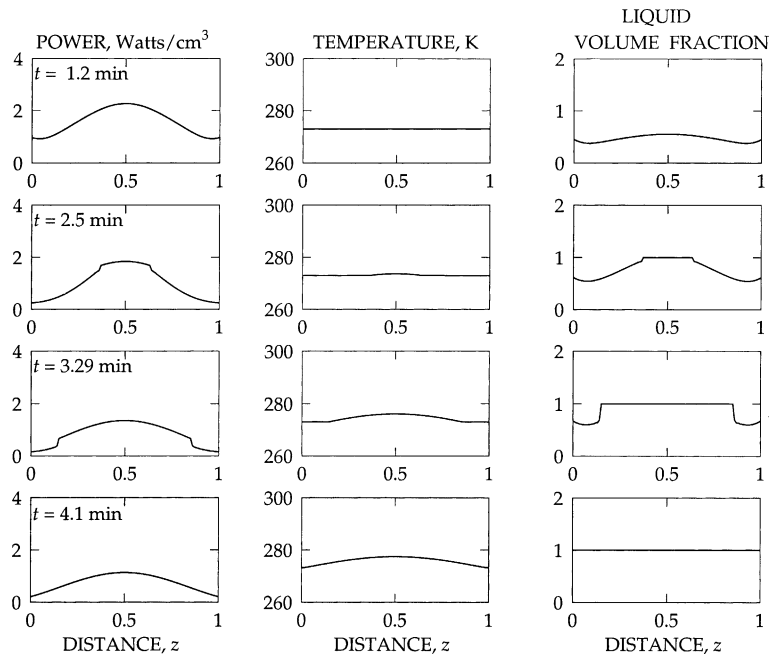 LIQUID
POWER, Watts/cm³ TEMPERATURE, K VOLUME FRACTION
4 300 2
t = 1.2 min
2 280 1
0 260 0
0 0.5 1 0 0.5 1 0 0.5 1
4 300 2
t = 2.5 min
2 280 1
0 260 0
0 0.5 1 0 0.5 1 0 0.5 1
4 300 2
t = 3.29 min
2 280 1
0 260 0
0 0.5 1 0 0.5 1 0 0.5 1
4 300 2
t = 4.1 min
2 280 1
0 260 0
0 0.5 1 0 0.5 1 0 0.5 1
DISTANCE, z DISTANCE, z DISTANCE, z